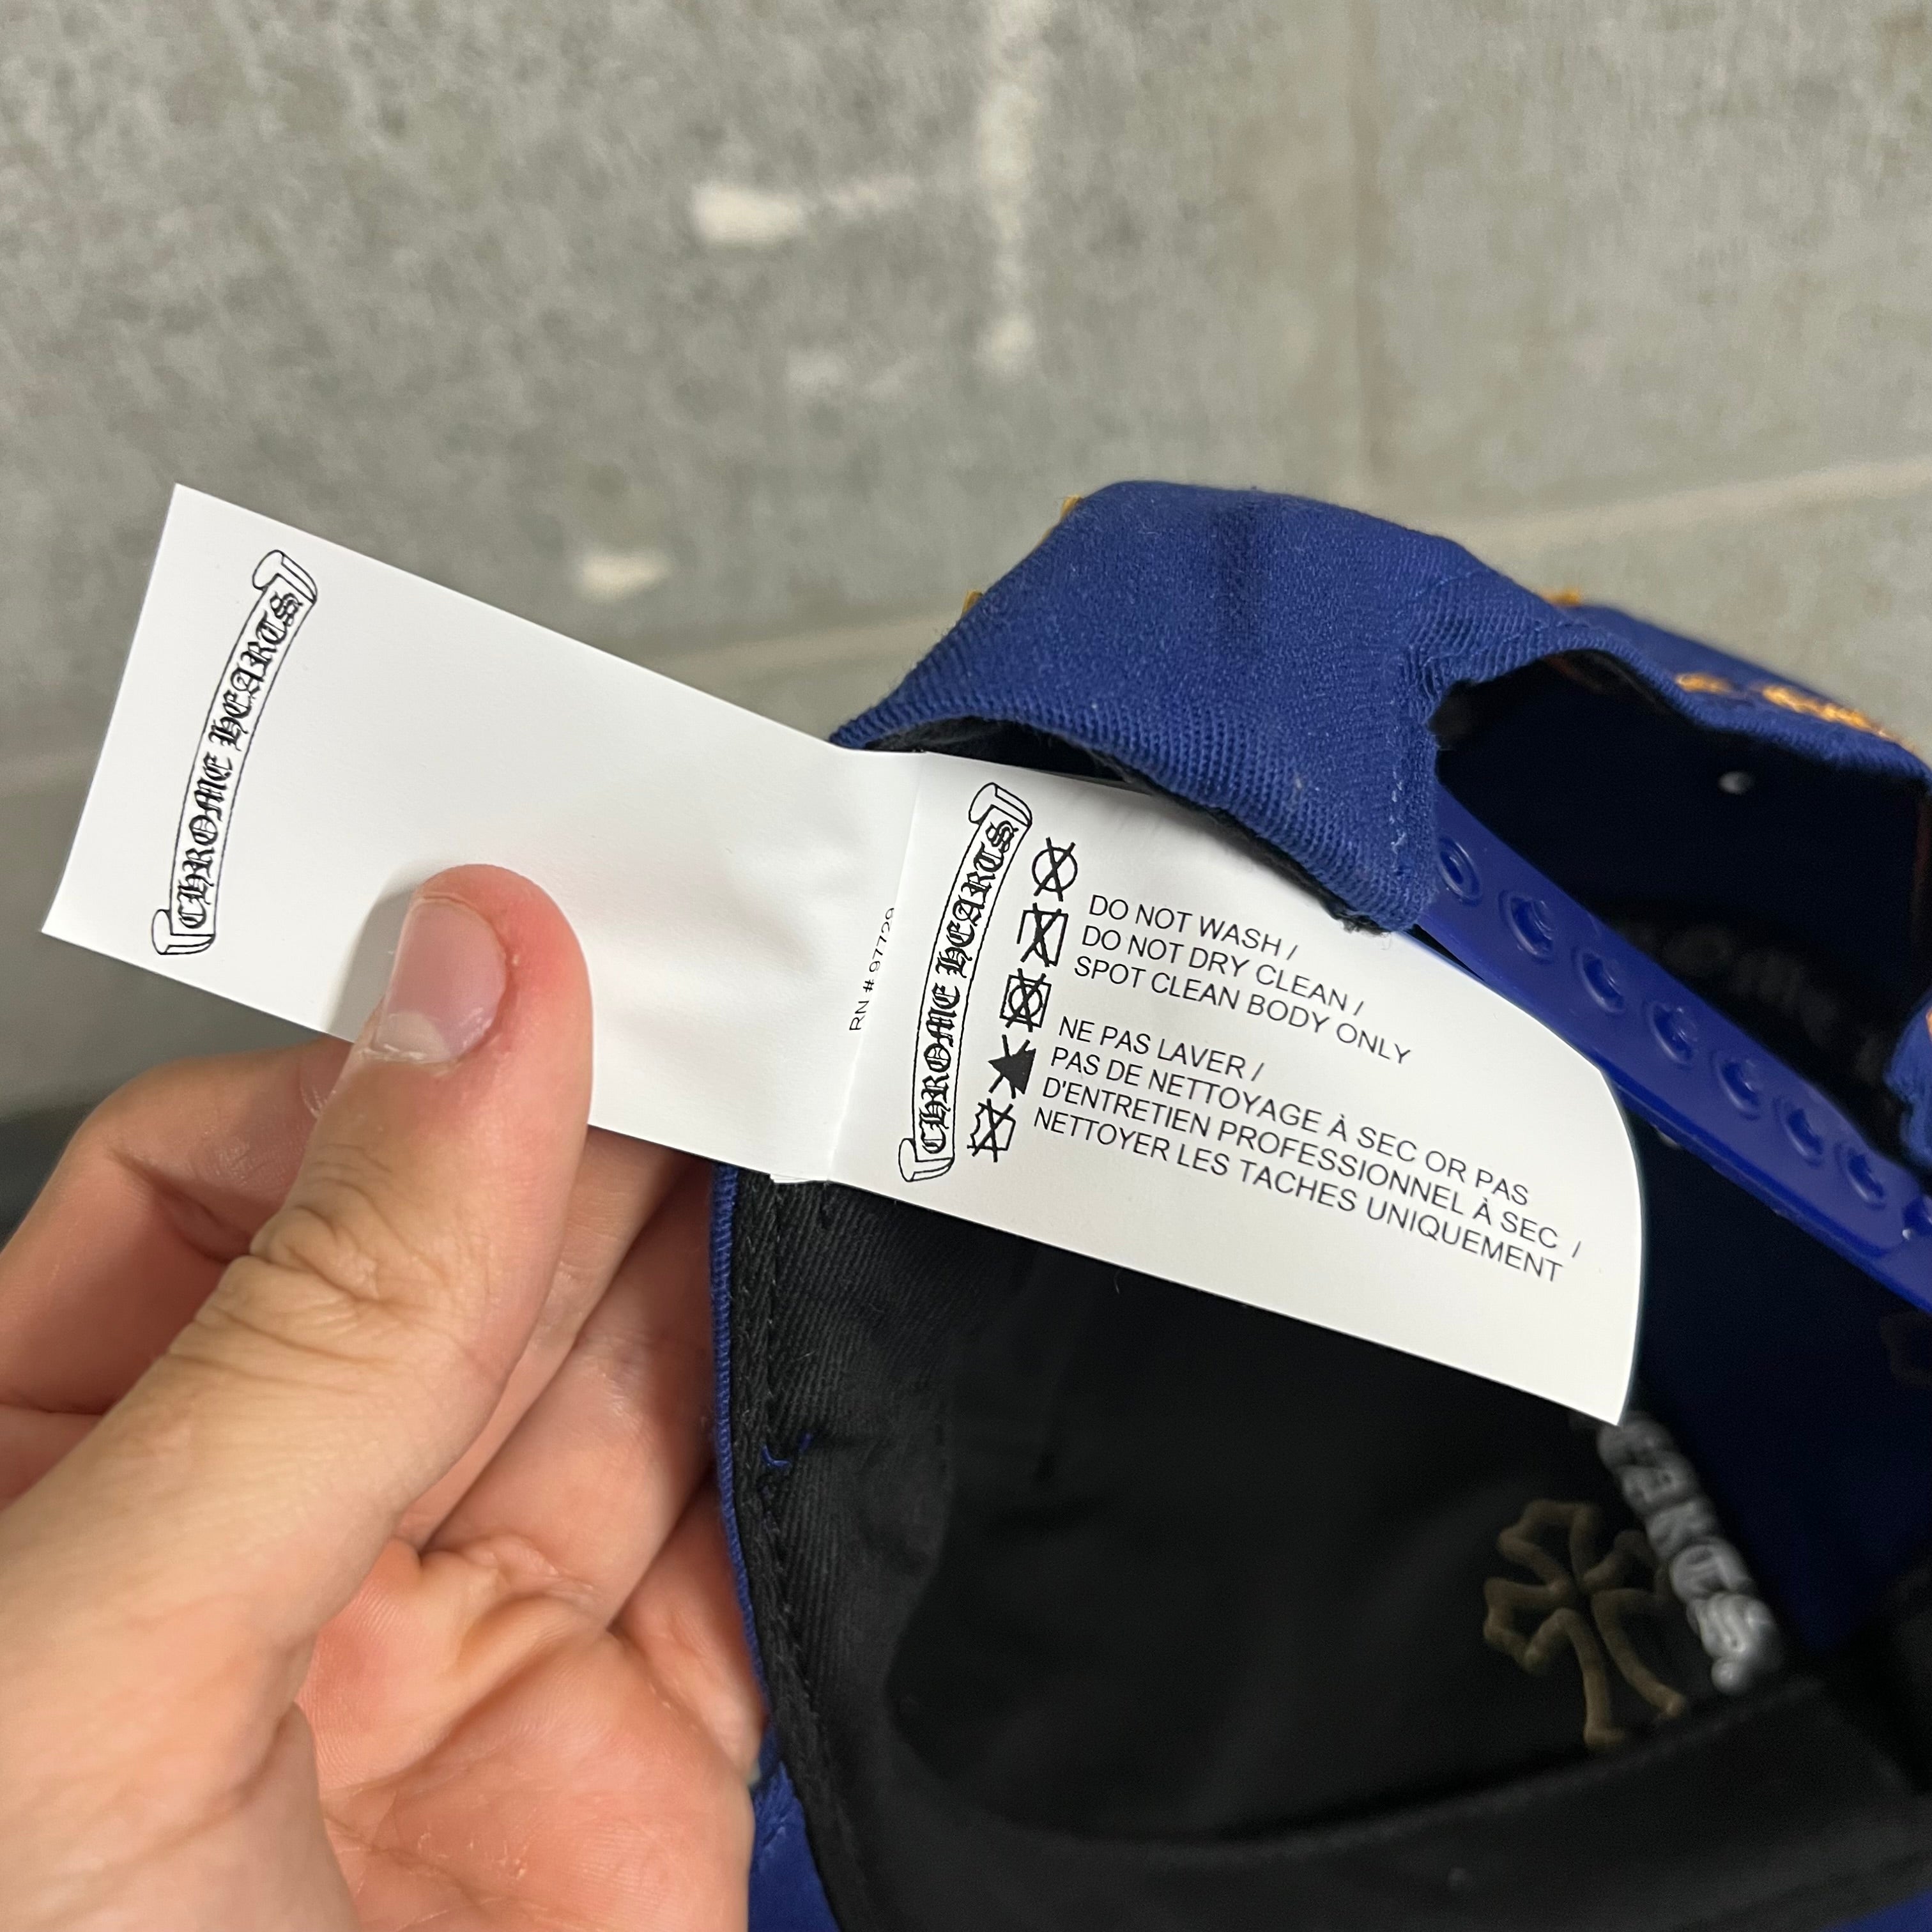 CHROME HEARTS
RN # 97729
CHROME HEARTS
DO NOT WASH /
DO NOT DRY CLEAN /
SPOT CLEAN BODY ONLY
NE PAS LAVER /
PAS DE NETTOYAGE À SEC OR PAS
D'ENTRETIEN PROFESSIONNEL À SEC /
NETTOYER LES TACHES UNIQUEMENT